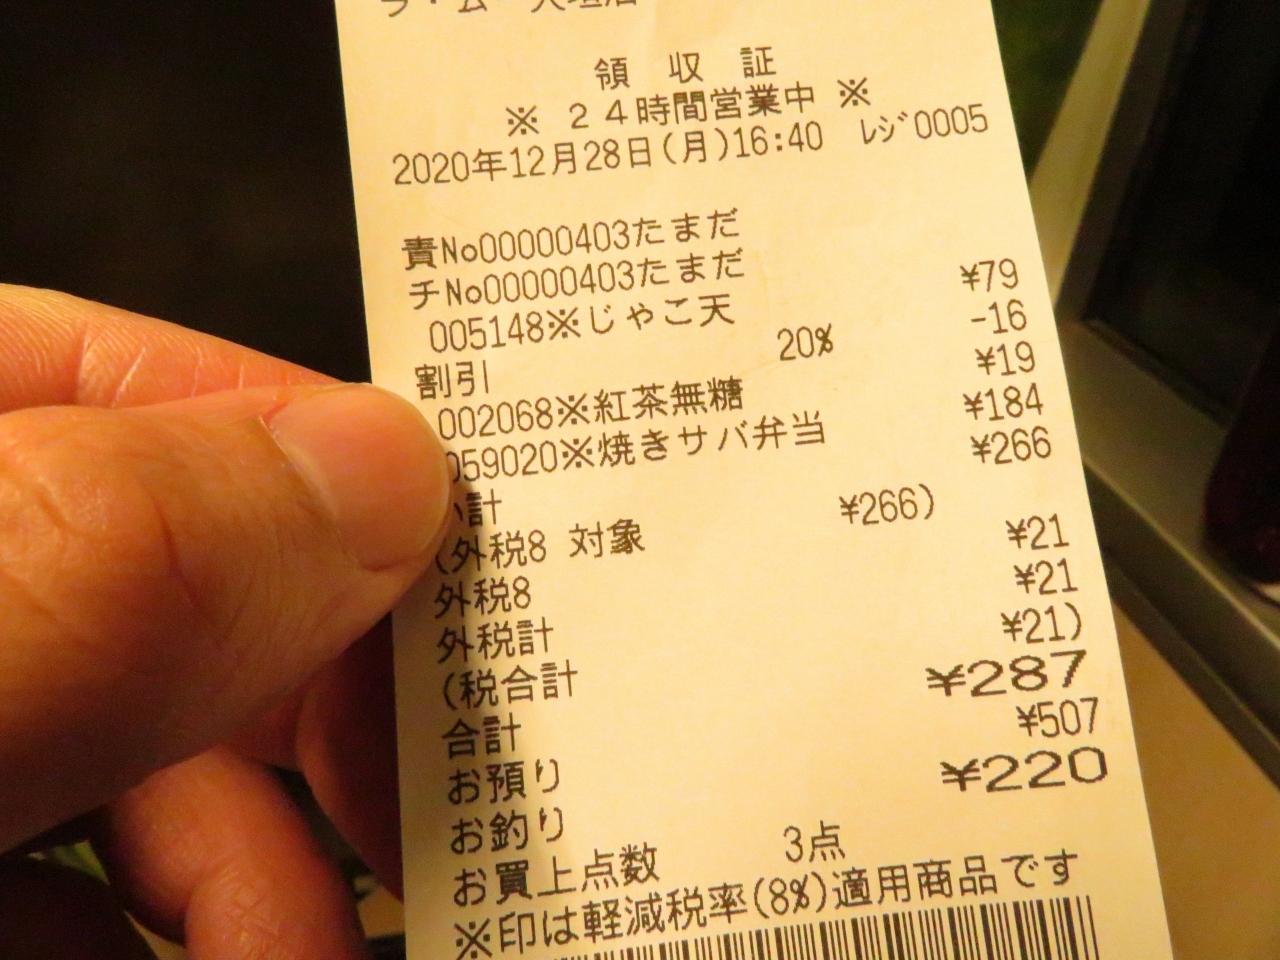 ラ・ムー大垣店
領収証
※ 24時間営業中 ※
2020年12月28日(月)16:40 ﾚｼﾞ0005
責No00000403たまだ
チNo00000403たまだ
005148※じゃこ天 ¥79
割引 20% -16
002068※紅茶無糖 ¥19
059020※焼きサバ弁当 ¥184
小計 ¥266
(外税8 対象 ¥266)
外税8 ¥21
外税計 ¥21
(税合計 ¥21)
合計 ¥287
お預り ¥507
お釣り ¥220
お買上点数 3点
※印は軽減税率(8%)適用商品です